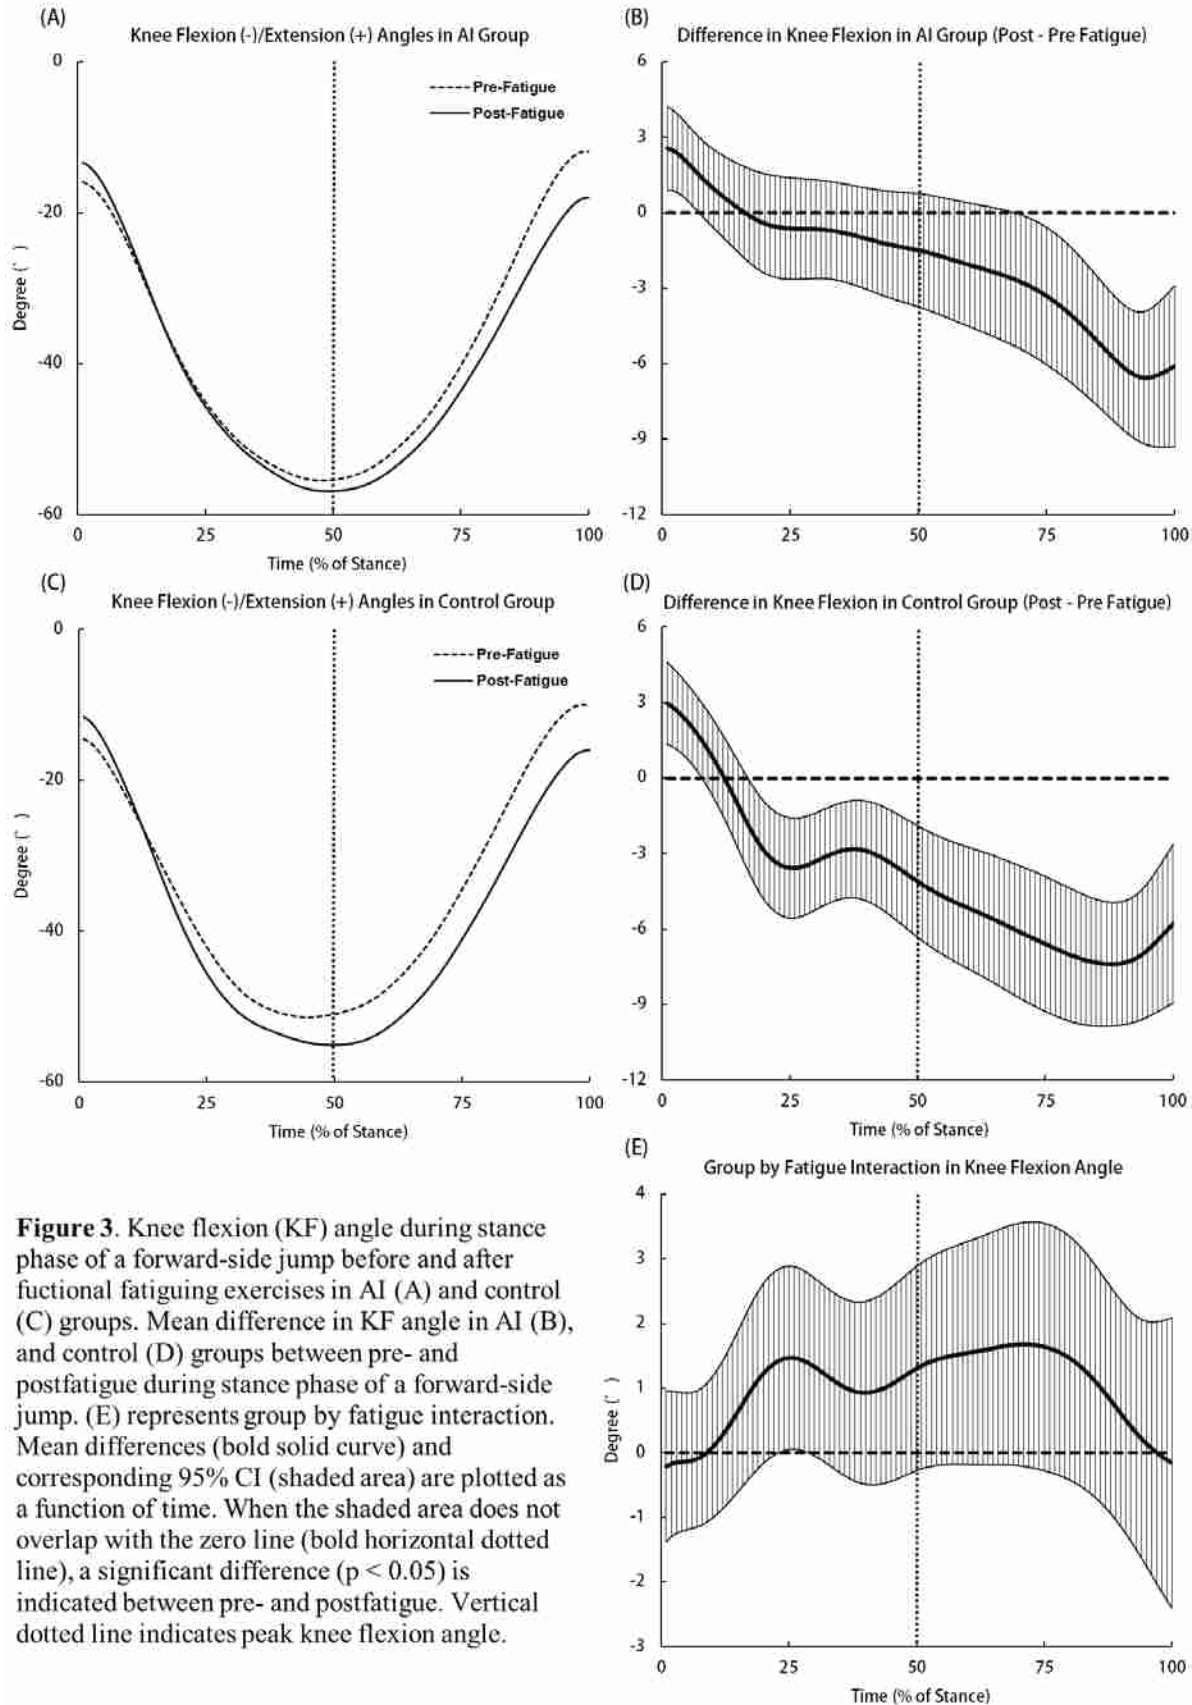 (A)
Knee Flexion (-)/Extension (+) Angles in AI Group
0
-20
-40
-60
Degree (°)
Pre-Fatigue
Post-Fatigue
0 25 50 75 100
Time (% of Stance)
(B)
Difference in Knee Flexion in AI Group (Post - Pre Fatigue)
6
3
0
-3
-6
-9
-12
0 25 50 75 100
(C)
Knee Flexion (-)/Extension (+) Angles in Control Group
0
-20
-40
-60
Degree (°)
Pre-Fatigue
Post-Fatigue
0 25 50 75 100
Time (% of Stance)
(D)
Difference in Knee Flexion in Control Group (Post - Pre Fatigue)
6
3
0
-3
-6
-9
-12
0 25 50 75 100
Time (% of Stance)
(E)
Group by Fatigue Interaction in Knee Flexion Angle
4
3
2
1
0
-1
-2
-3
Degree (°)
0 25 50 75 100
Time (% of Stance)
Figure 3. Knee flexion (KF) angle during stance
phase of a forward-side jump before and after
fuctional fatiguing exercises in AI (A) and control
(C) groups. Mean difference in KF angle in AI (B),
and control (D) groups between pre- and
postfatigue during stance phase of a forward-side
jump. (E) represents group by fatigue interaction.
Mean differences (bold solid curve) and
corresponding 95% CI (shaded area) are plotted as
a function of time. When the shaded area does not
overlap with the zero line (bold horizontal dotted
line), a significant difference (p < 0.05) is
indicated between pre- and postfatigue. Vertical
dotted line indicates peak knee flexion angle.